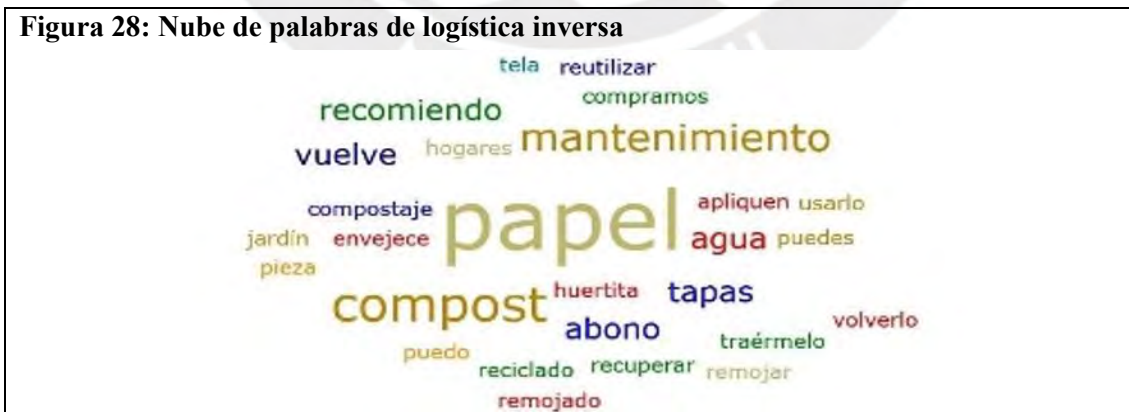 Figura 28: Nube de palabras de logística inversa
tela reutilizar
compramos
recomiendo
mantenimiento
vuelve hogares
compostaje papel apliquen usarlo
jardín envejece agua puedes
pieza
compost huertita tapas
abono volverlo
puedo traérmelo
reciclado recuperar remojar
remojado